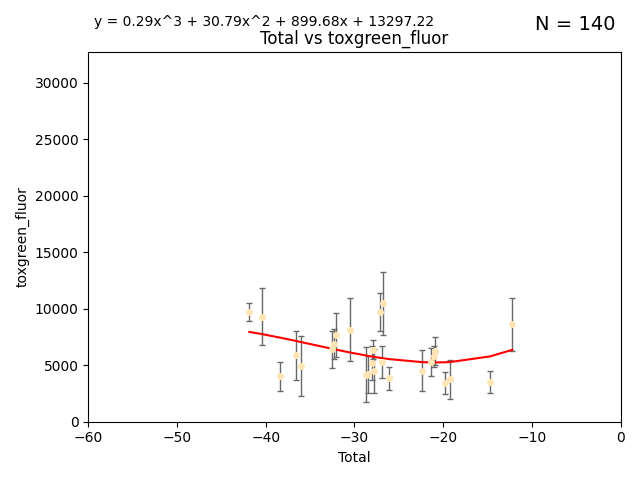 y = 0.29x^3 + 30.79x^2 + 899.68x + 13297.22
N = 140
Total vs toxgreen_fluor
30000
25000
20000
15000
10000
5000
0
toxgreen_fluor
−60
−50
−40
−30
−20
−10
0
Total